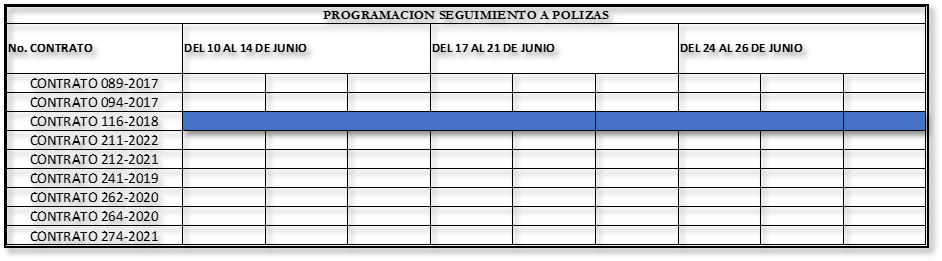 PROGRAMACION SEGUIMIENTO A POLIZAS
No. CONTRATO DEL 10 AL 14 DE JUNIO DEL 17 AL 21 DE JUNIO DEL 24 AL 26 DE JUNIO
CONTRATO 089-2017
CONTRATO 094-2017
CONTRATO 116-2018
CONTRATO 211-2022
CONTRATO 212-2021
CONTRATO 241-2019
CONTRATO 262-2020
CONTRATO 264-2020
CONTRATO 274-2021